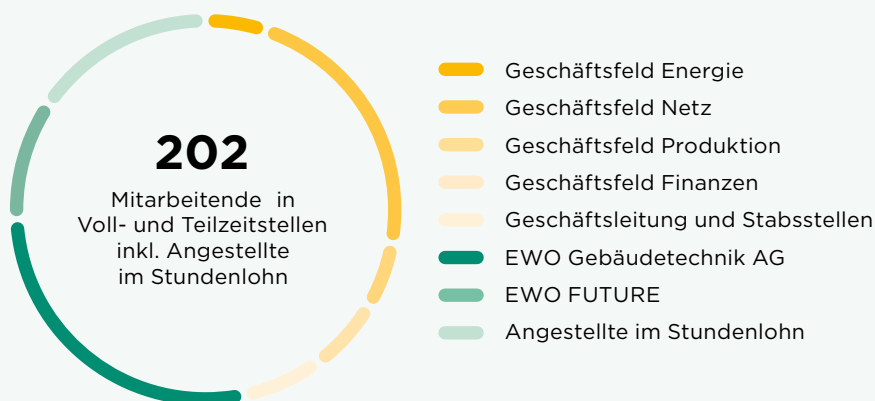 202
Mitarbeitende in
Voll- und Teilzeitstellen
inkl. Angestellte
im Stundenlohn
Geschäftsfeld Energie
Geschäftsfeld Netz
Geschäftsfeld Produktion
Geschäftsfeld Finanzen
Geschäftsleitung und Stabsstellen
EWO Gebäudetechnik AG
EWO FUTURE
Angestellte im Stundenlohn